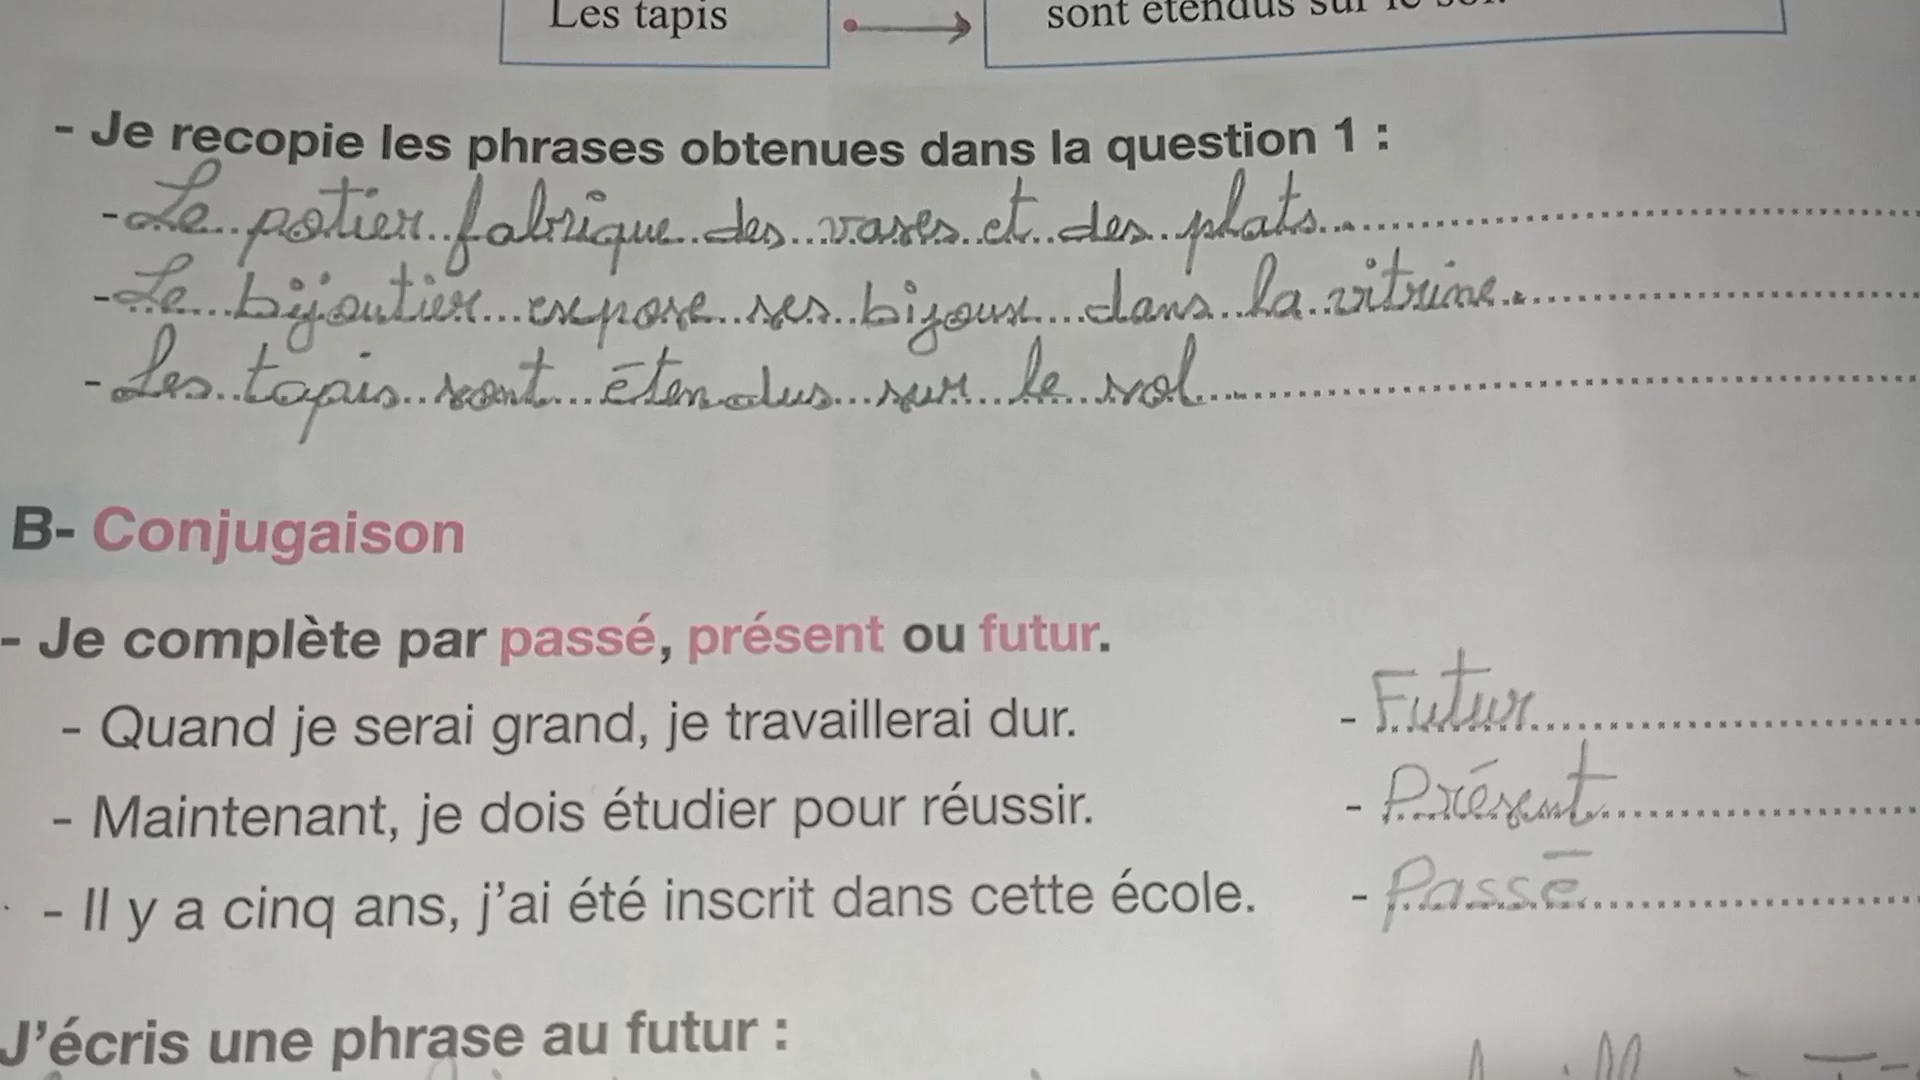 Les tapis sont étendus sur le sol.
- Je recopie les phrases obtenues dans la question 1 :
- Le potier fabrique des vases et des plats.
- Le bijoutier expose ses bijoux dans la vitrine.
- Les tapis sont étendus sur le sol.
B- Conjugaison
- Je complète par passé, présent ou futur.
- Quand je serai grand, je travaillerai dur. - Futur
- Maintenant, je dois étudier pour réussir. - Présent
- Il y a cinq ans, j'ai été inscrit dans cette école. - Passé
J'écris une phrase au futur :